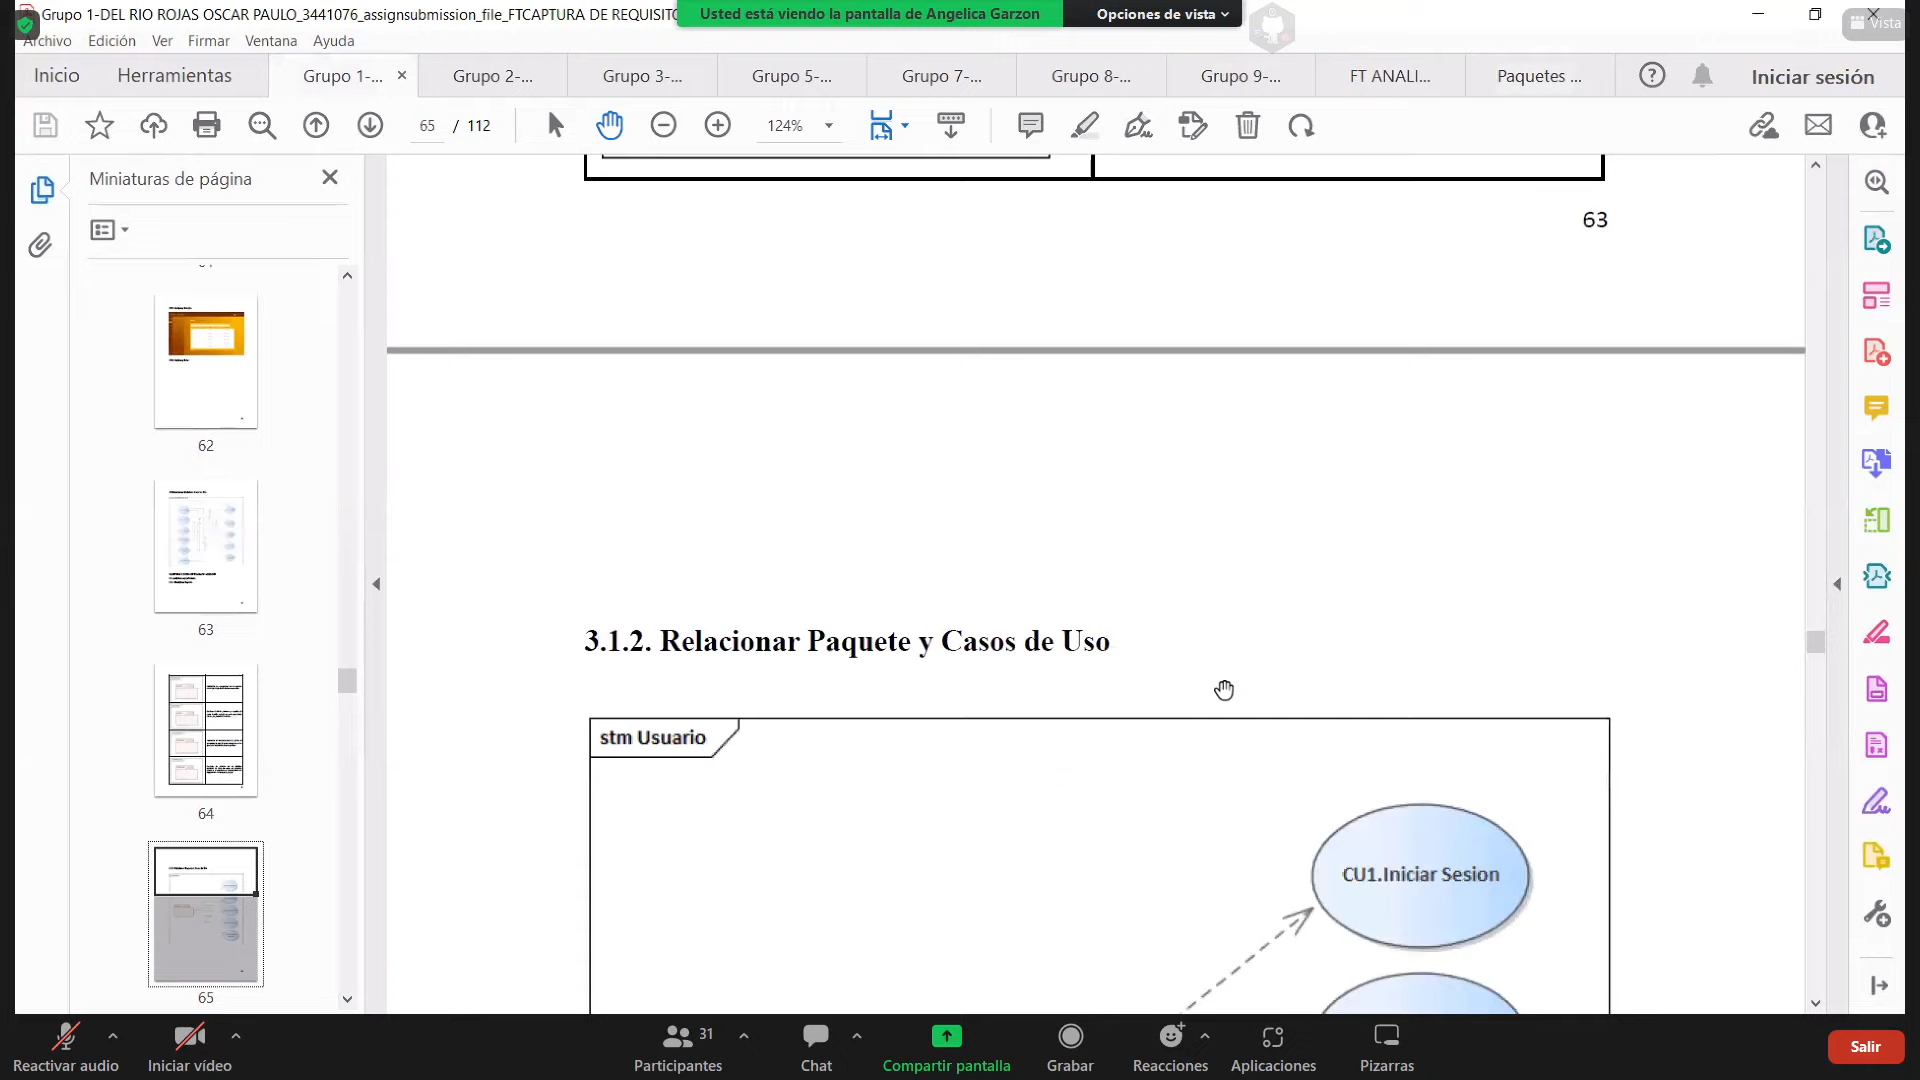 Grupo 1-DEL RIO ROJAS OSCAR PAULO_3441076_assignsubmission_file_FTCAPTURA DE REQUISITO
Usted está viendo la pantalla de Angelica Garzon
Opciones de vista
Vista
Archivo Edición Ver Firmar Ventana Ayuda
Inicio Herramientas Grupo 1-... Grupo 2-... Grupo 3-... Grupo 5-... Grupo 7-... Grupo 8-... Grupo 9-... FT ANALI... Paquetes ... Iniciar sesión
65 / 112 124%
Miniaturas de página
63
62
63
64
65
3.1.2. Relacionar Paquete y Casos de Uso
stm Usuario
CU1.Iniciar Sesion
Reactivar audio Iniciar vídeo Participantes 31 Chat Compartir pantalla Grabar Reacciones Aplicaciones Pizarras Salir